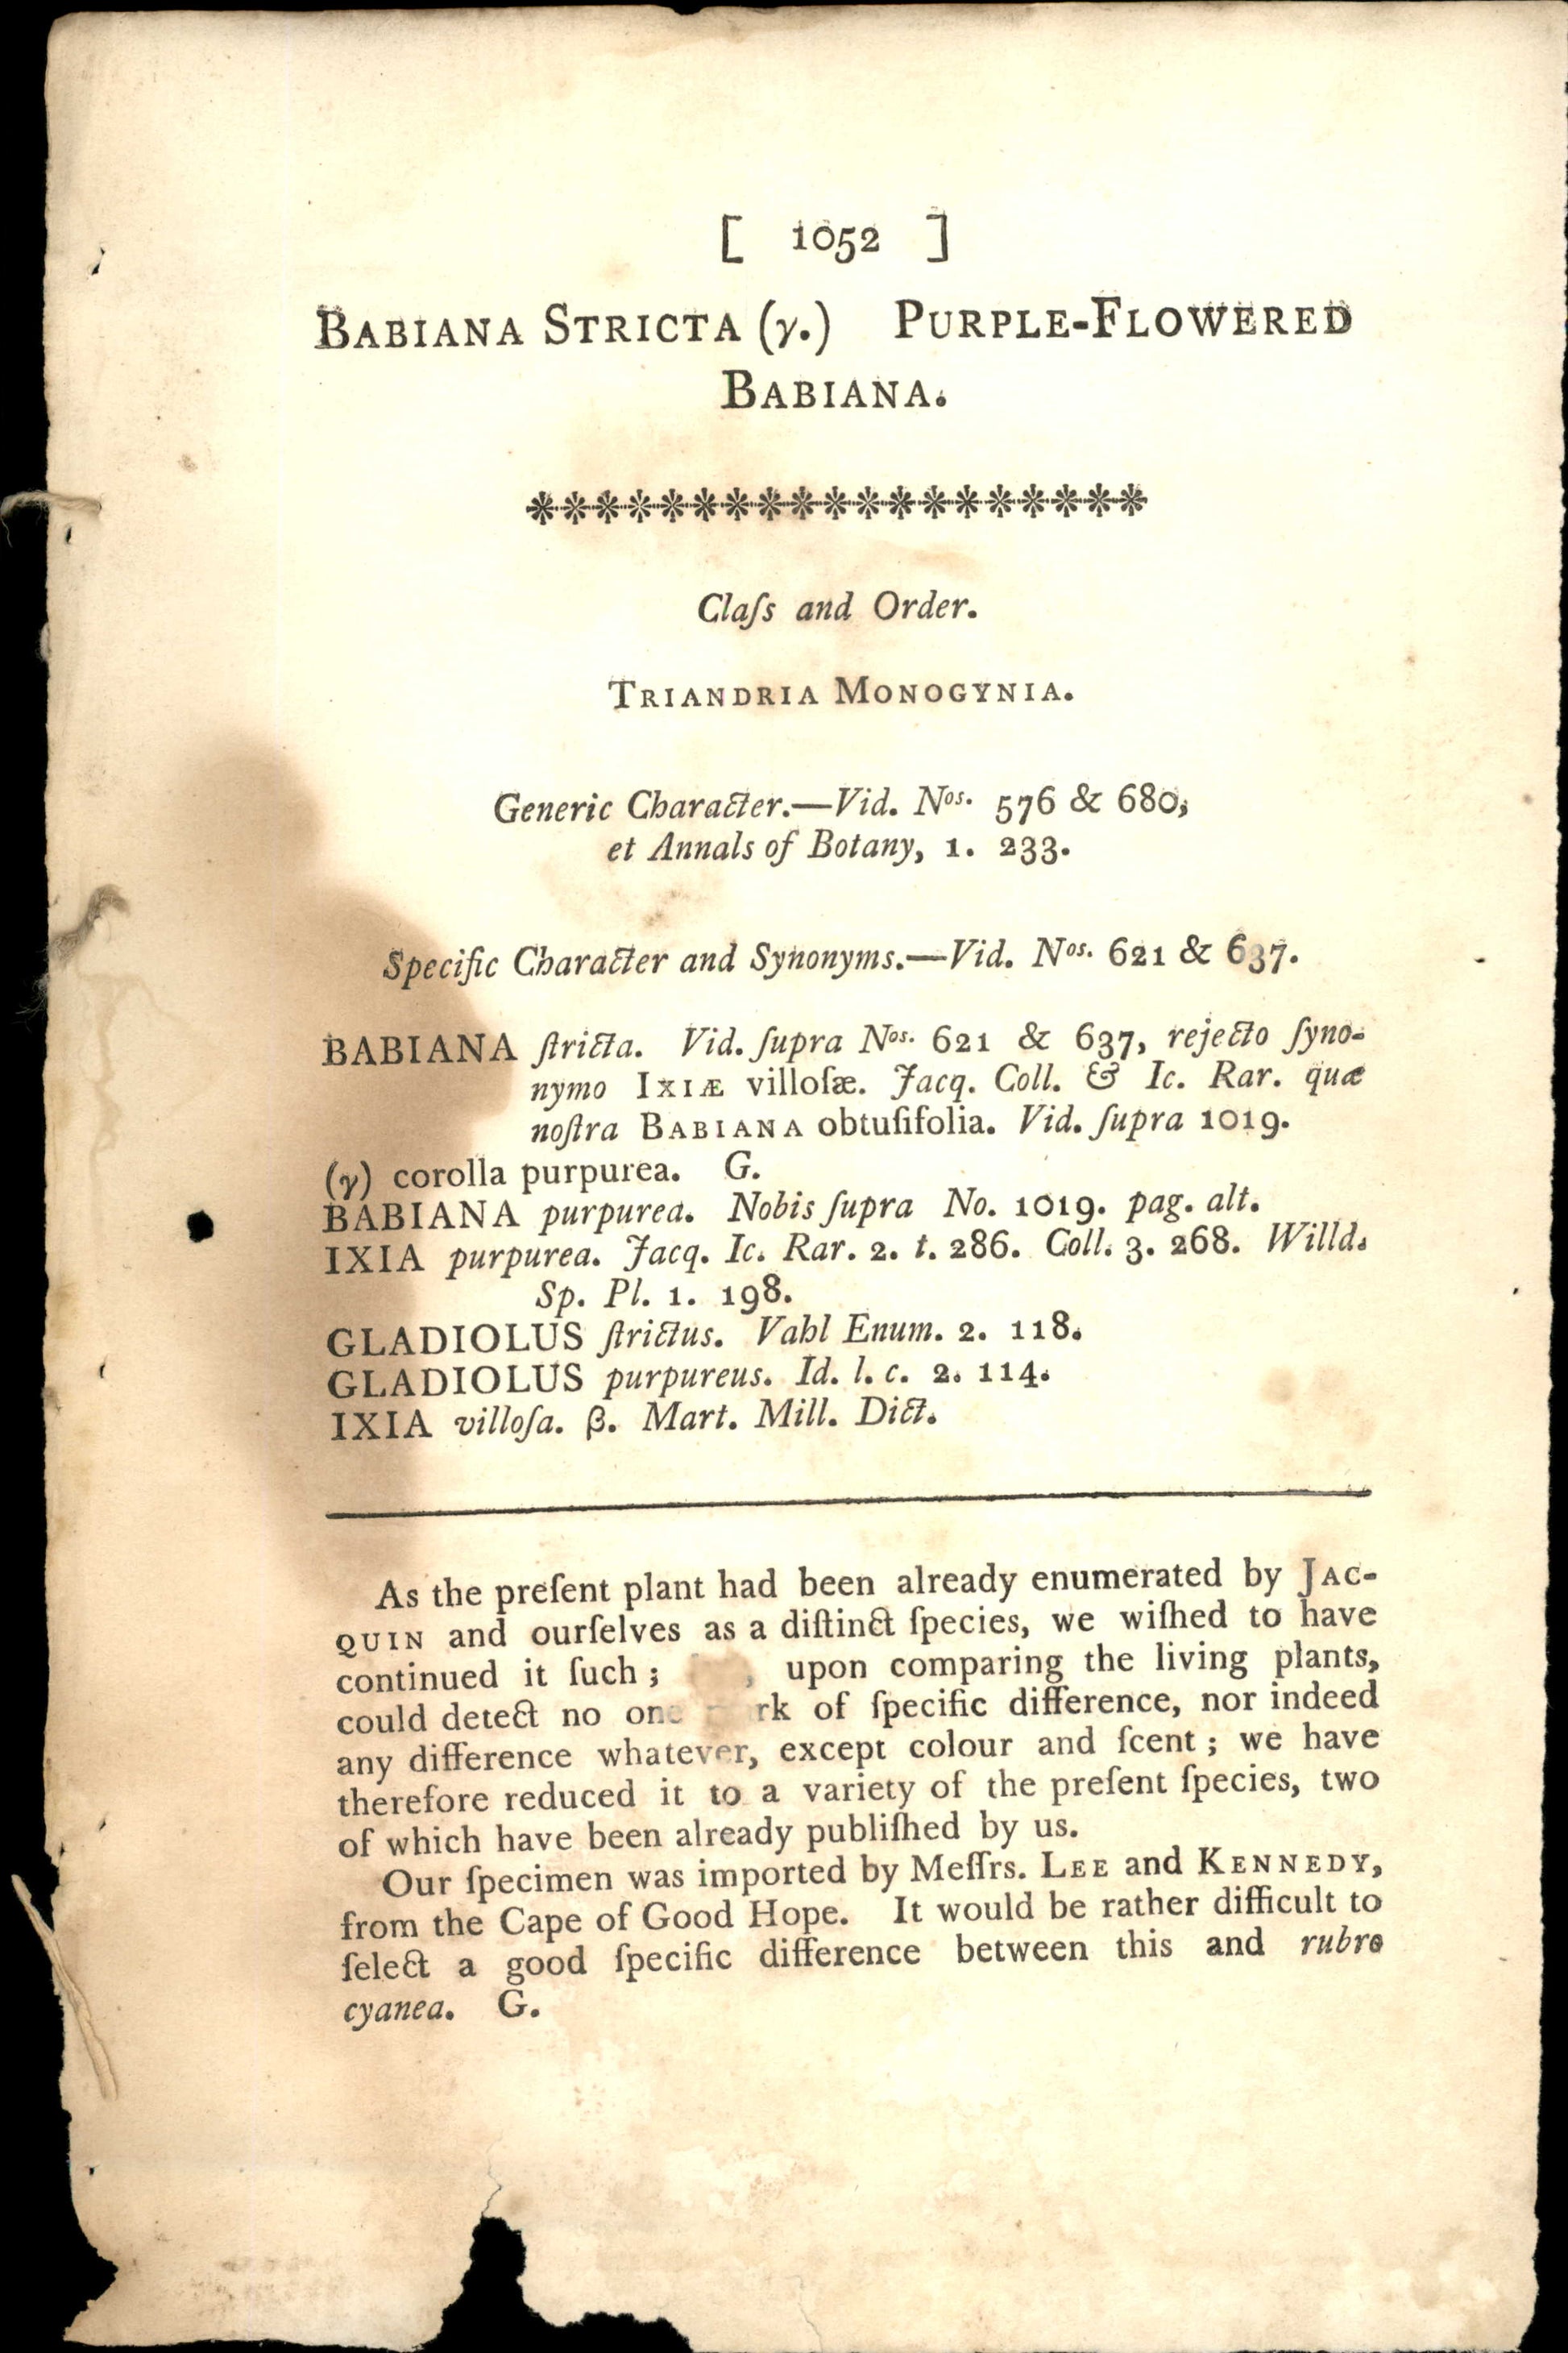 [ 1052 ]
BABIANA STRICTA (γ.) PURPLE-FLOWERED
BABIANA.
Claſs and Order.
TRIANDRIA MONOGYNIA.
Generic Character.—Vid. Nos. 576 & 680,
et Annals of Botany, 1. 233.
Specific Character and Synonyms.—Vid. Nos. 621 & 637.
BABIANA ſtricta. Vid. ſupra Nos. 621 & 637, rejecto ſyno-
nymo IXIÆ villoſæ. Jacq. Coll. & Ic. Rar. quæ
noſtra BABIANA obtuſifolia. Vid. ſupra 1019.
(γ) corolla purpurea. G.
BABIANA purpurea. Nobis ſupra No. 1019. pag. alt.
IXIA purpurea. Jacq. Ic. Rar. 2. t. 286. Coll. 3. 268. Willd.
Sp. Pl. 1. 198.
GLADIOLUS ſtrictus. Vahl Enum. 2. 118.
GLADIOLUS purpureus. Id. l. c. 2. 114.
IXIA villoſa. β. Mart. Mill. Dict.
As the preſent plant had been already enumerated by JAC-
QUIN and ourſelves as a diſtinct ſpecies, we wiſhed to have
continued it ſuch ; , upon comparing the living plants,
could detect no one rk of ſpecific difference, nor indeed
any difference whatever, except colour and ſcent ; we have
therefore reduced it to a variety of the preſent ſpecies, two
of which have been already publiſhed by us.
Our ſpecimen was imported by Meſſrs. LEE and KENNEDY,
from the Cape of Good Hope. It would be rather difficult to
ſelect a good ſpecific difference between this and rubro
cyanea. G.